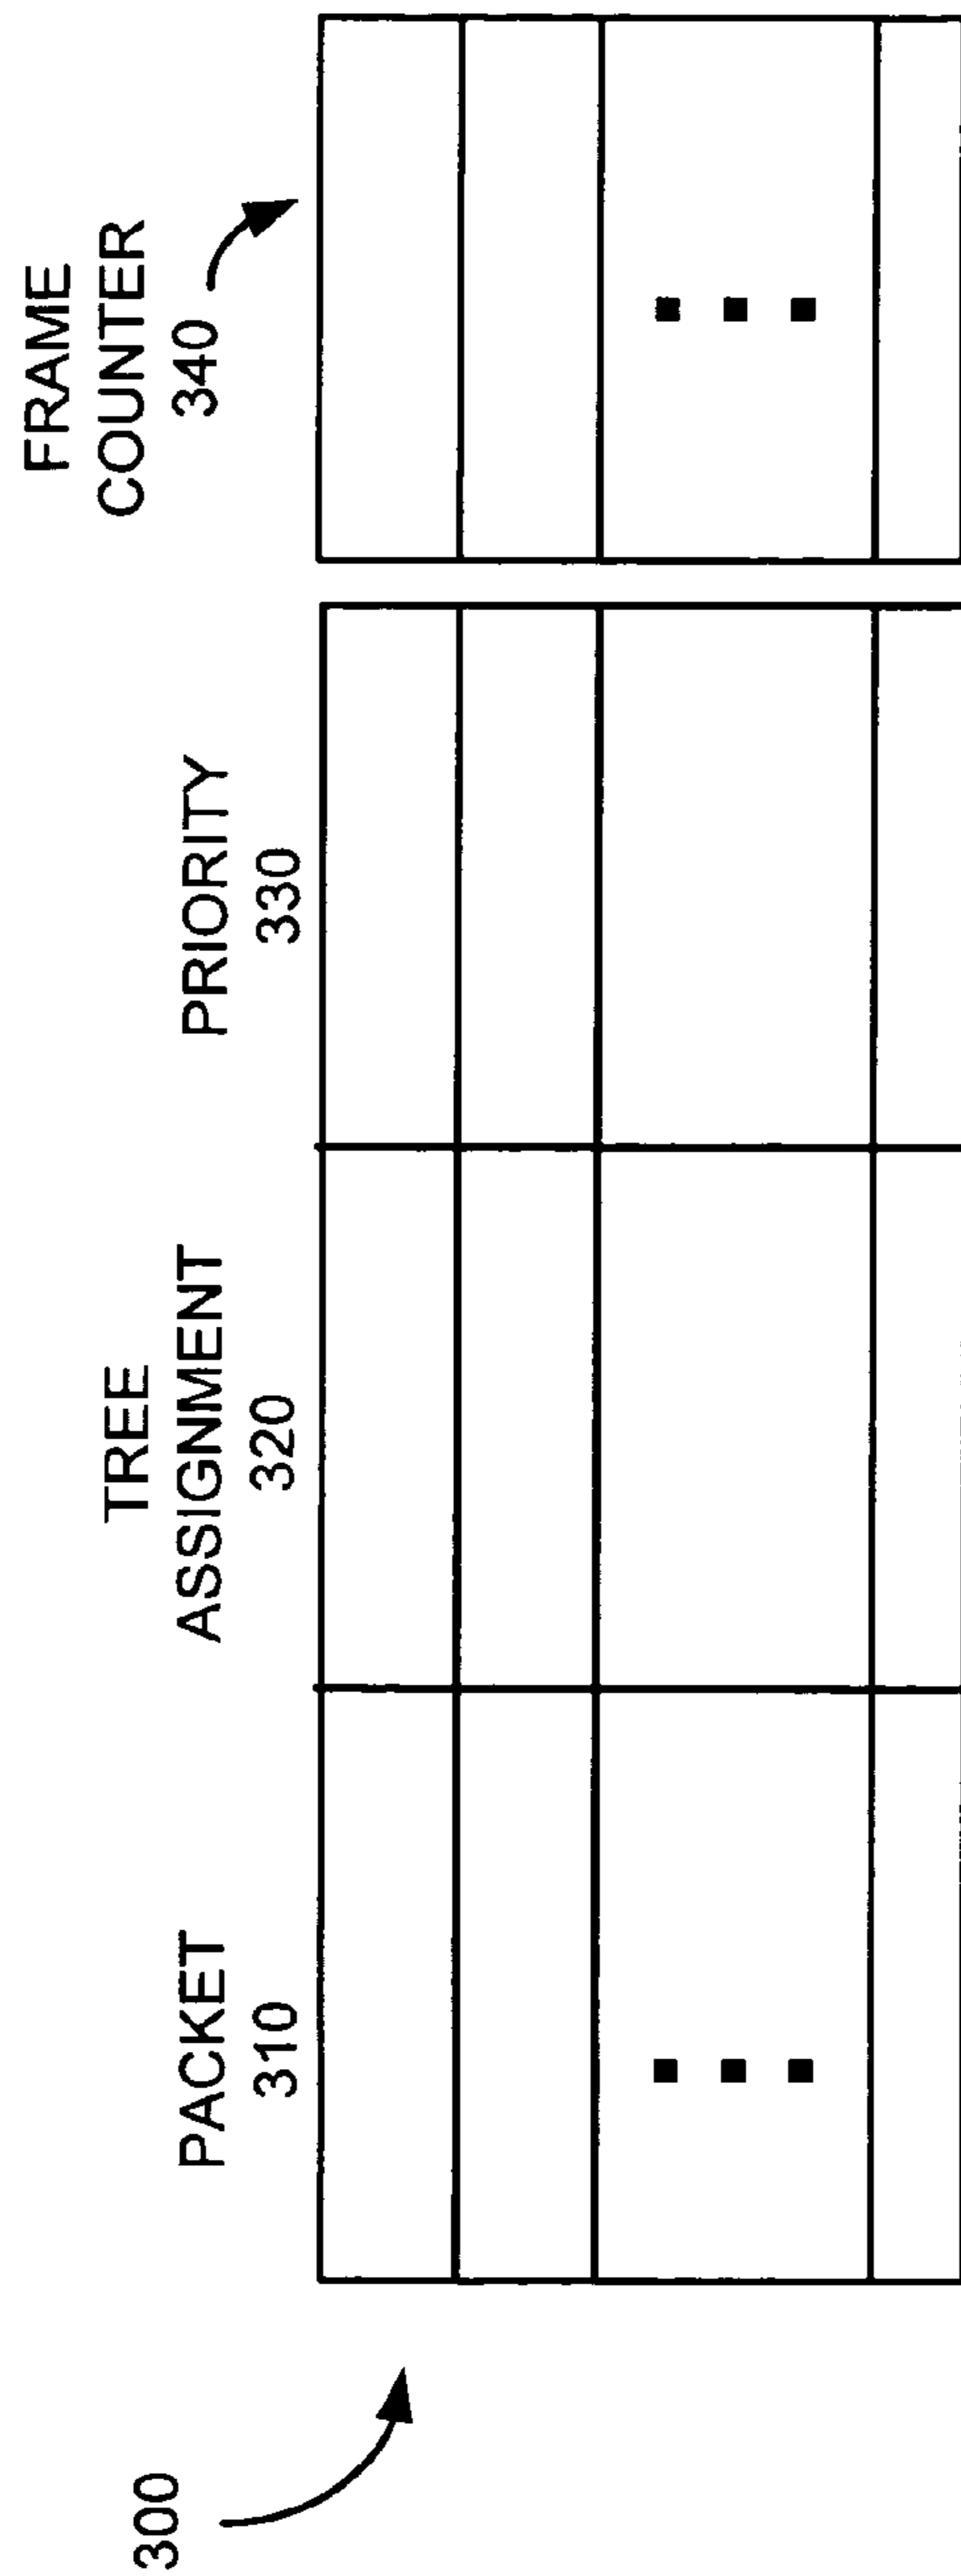 300
PACKET
310
TREE
ASSIGNMENT
320
PRIORITY
330
FRAME
COUNTER
340